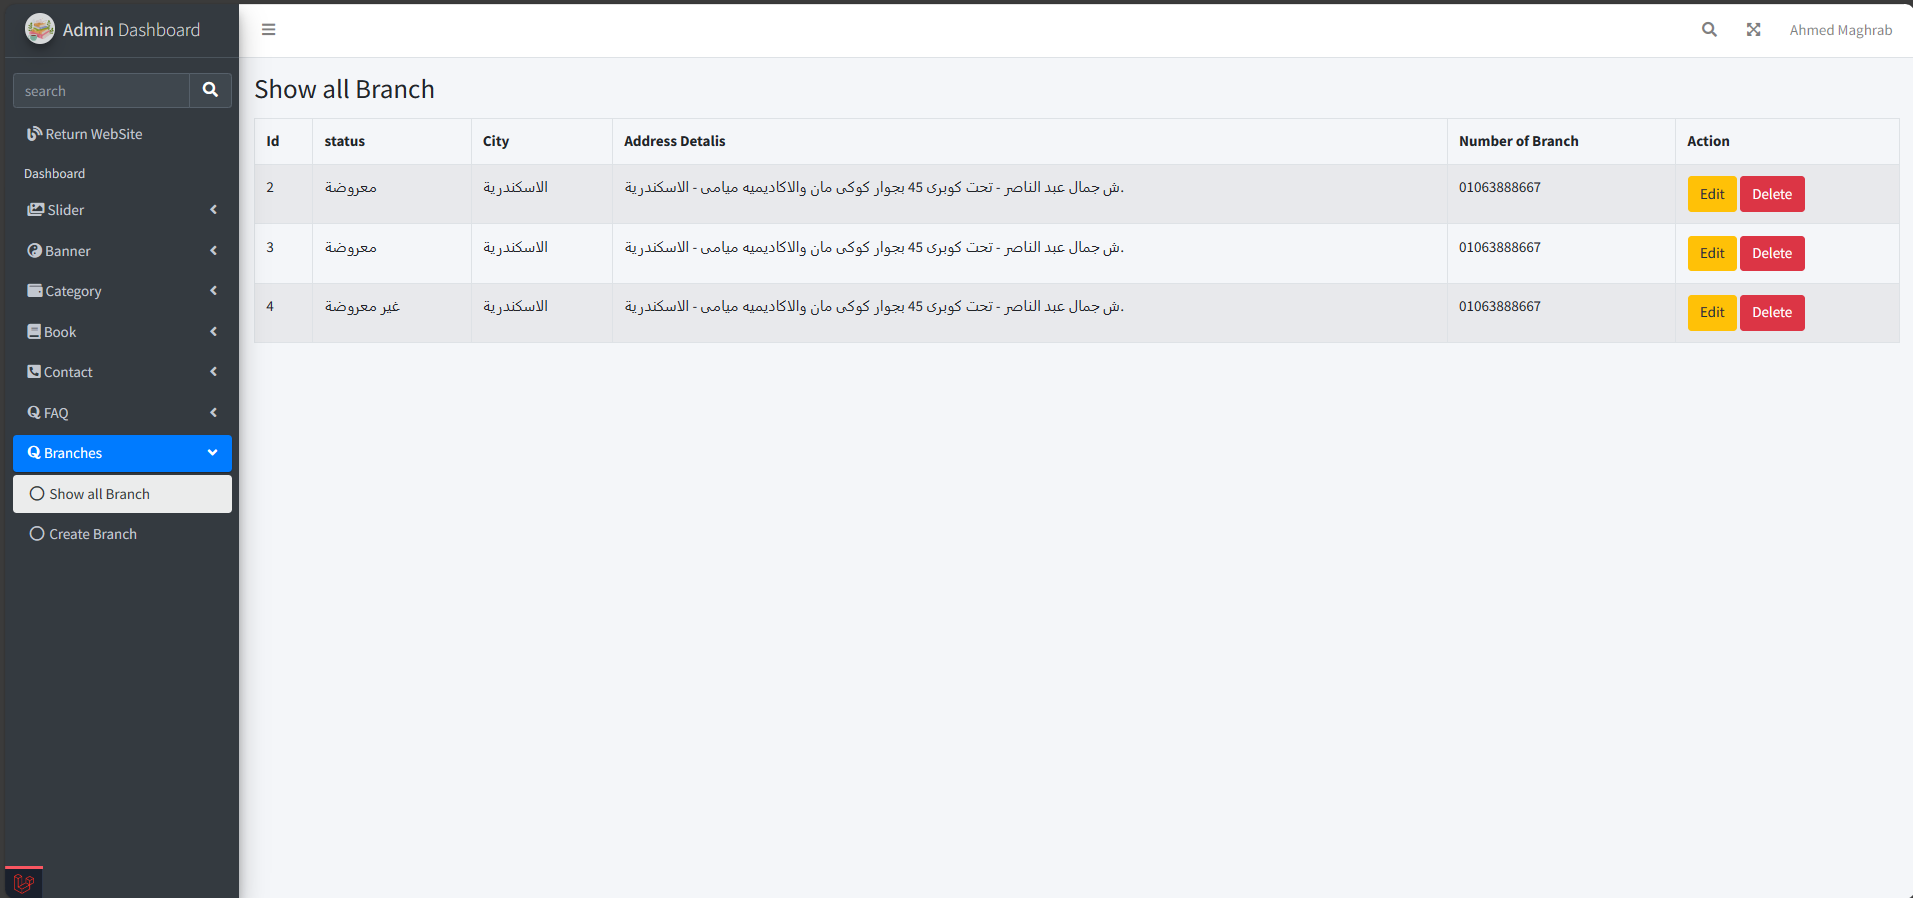 Admin Dashboard
Ahmed Maghrab
search
Return WebSite
Dashboard
Slider
Banner
Category
Book
Contact
FAQ
Branches
Show all Branch
Create Branch
Show all Branch
Id status City Address Detalis Number of Branch Action
2 معروضة الاسكندرية ش جمال عبد الناصر - تحت كوبرى 45 بجوار كوكى مان والاكاديميه ميامى - الاسكندرية. 01063888667 Edit Delete
3 معروضة الاسكندرية ش جمال عبد الناصر - تحت كوبرى 45 بجوار كوكى مان والاكاديميه ميامى - الاسكندرية. 01063888667 Edit Delete
4 غير معروضة الاسكندرية ش جمال عبد الناصر - تحت كوبرى 45 بجوار كوكى مان والاكاديميه ميامى - الاسكندرية. 01063888667 Edit Delete